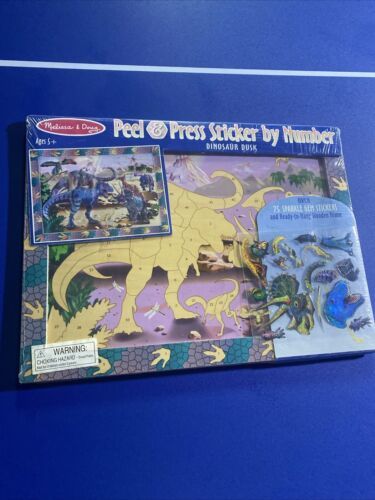 Melissa & Doug
Ages 5+
Peel & Press Sticker by Number
DINOSAUR DUSK
25 SPARKLE GEM STICKERS
and Ready-to-Hang Wooden Frame
WARNING:
CHOKING HAZARD